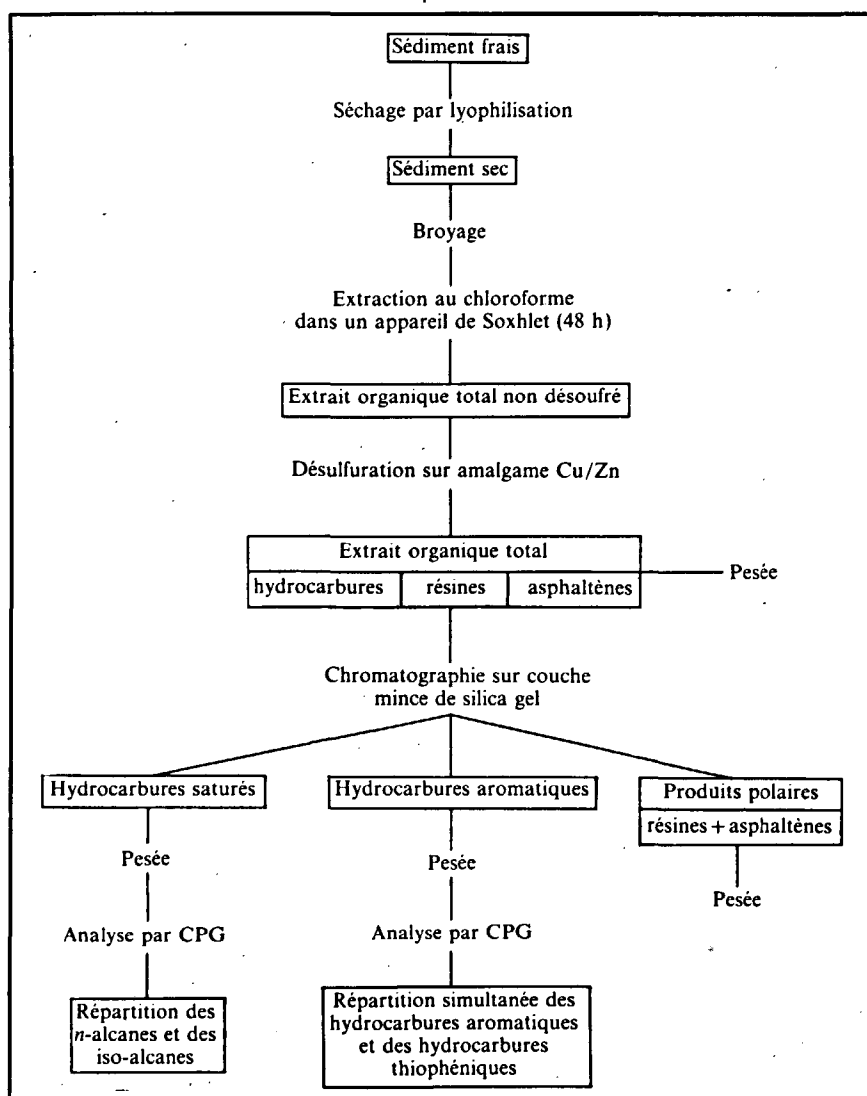 Sédiment frais
Séchage par lyophilisation
Sédiment sec
Broyage
Extraction au chloroforme
dans un appareil de Soxhlet (48 h)
Extrait organique total non désoufré
Désulfuration sur amalgame Cu/Zn
Extrait organique total
hydrocarbures résines asphaltènes
Pesée
Chromatographie sur couche
mince de silica gel
Hydrocarbures saturés
Pesée
Analyse par CPG
Répartition des
n-alcanes et des
iso-alcanes
Hydrocarbures aromatiques
Pesée
Analyse par CPG
Répartition simultanée des
hydrocarbures aromatiques
et des hydrocarbures
thiophéniques
Produits polaires
résines + asphaltènes
Pesée